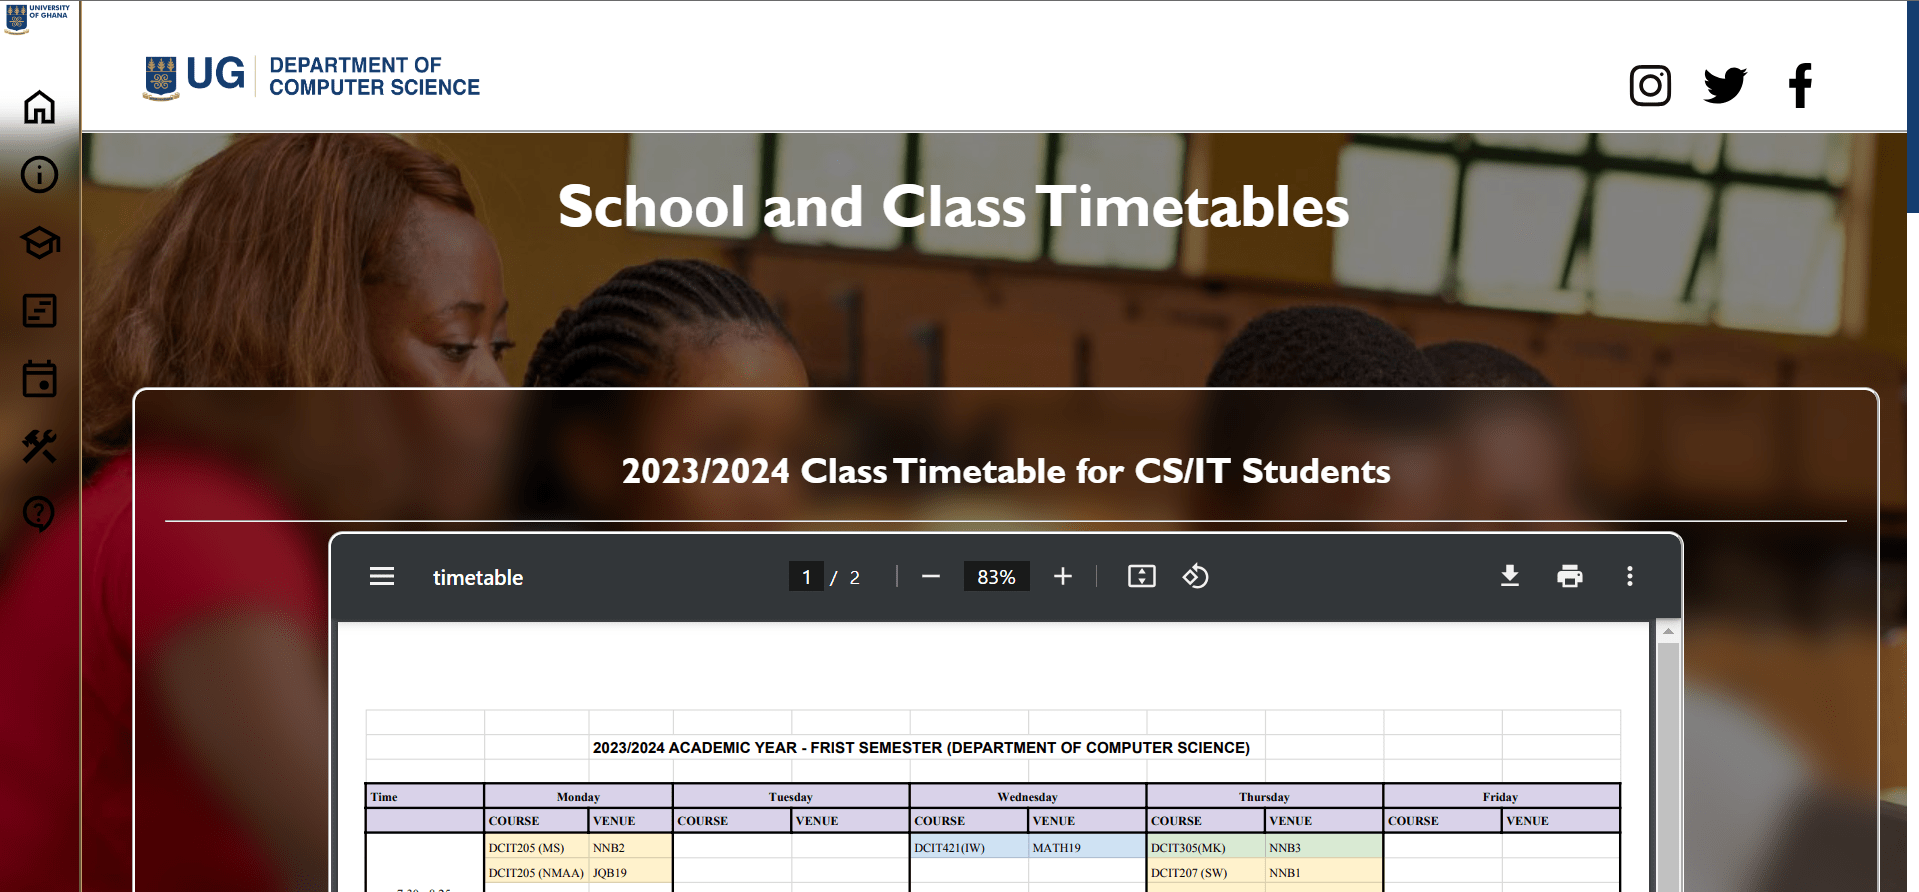 UNIVERSITY
OF GHANA
UG
DEPARTMENT OF
COMPUTER SCIENCE
School and Class Timetables
2023/2024 Class Timetable for CS/IT Students
timetable
1 / 2
83%
2023/2024 ACADEMIC YEAR - FRIST SEMESTER (DEPARTMENT OF COMPUTER SCIENCE)
Time Monday Tuesday Wednesday Thursday Friday
COURSE VENUE COURSE VENUE COURSE VENUE COURSE VENUE COURSE VENUE
DCIT205 (MS) NNB2 DCIT421(IW) MATH19 DCIT305(MK) NNB3
DCIT205 (NMAA) JQB19 DCIT207 (SW) NNB1